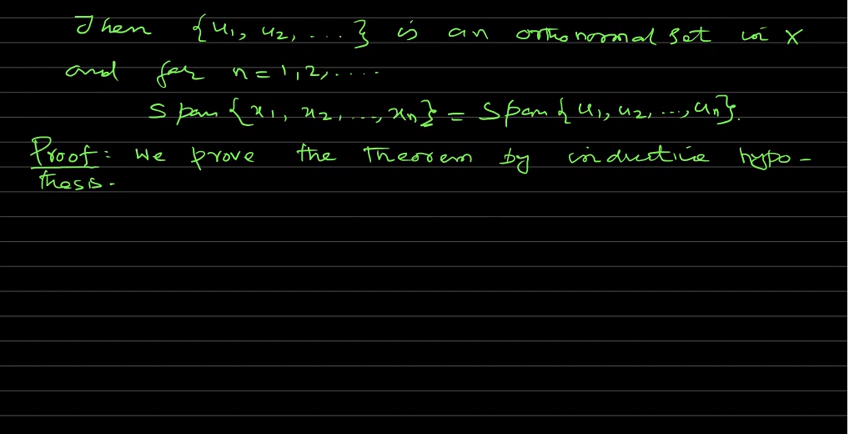 Then {u₁, u₂, ...} is an orthonormal set in X
and for n = 1, 2, ....
Span{x₁, x₂, ..., xₙ} = Span{u₁, u₂, ..., uₙ}.
Proof: We prove the Theorem by inductive hypo-
thesis.